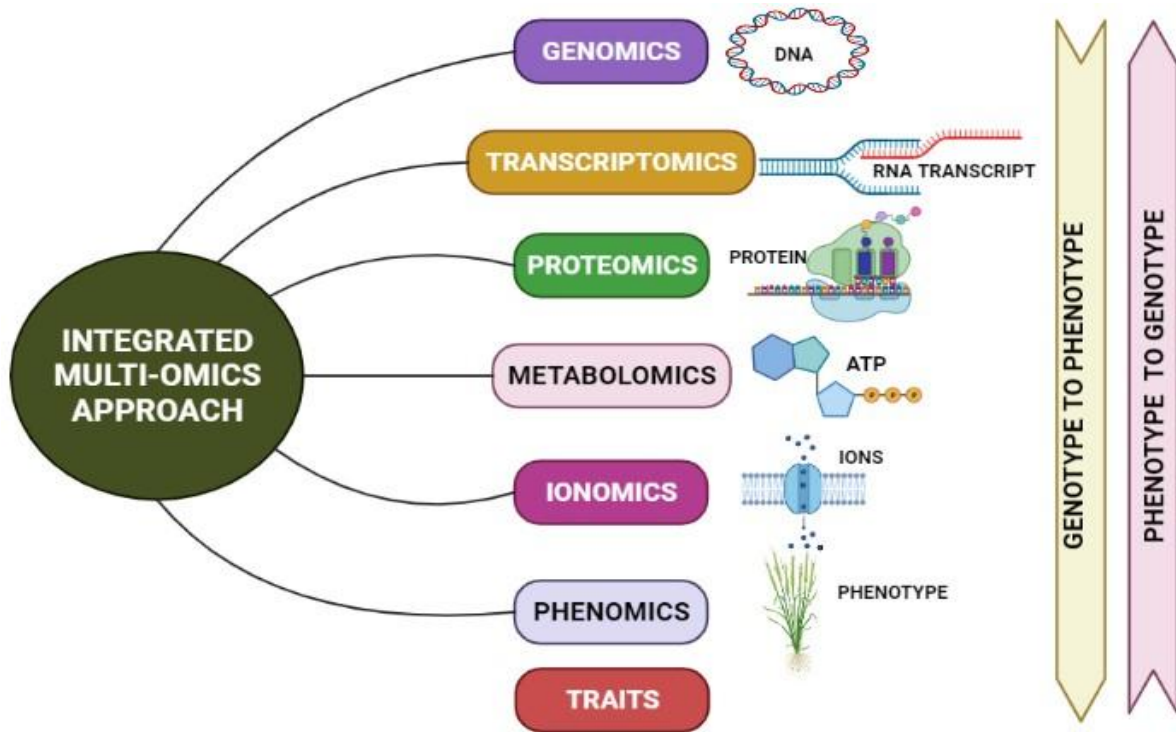 GENOMICS
DNA
TRANSCRIPTOMICS
RNA TRANSCRIPT
PROTEOMICS
PROTEIN
INTEGRATED
MULTI-OMICS
APPROACH
METABOLOMICS
ATP
IONOMICS
IONS
PHENOMICS
PHENOTYPE
TRAITS
GENOTYPE TO PHENOTYPE
PHENOTYPE TO GENOTYPE